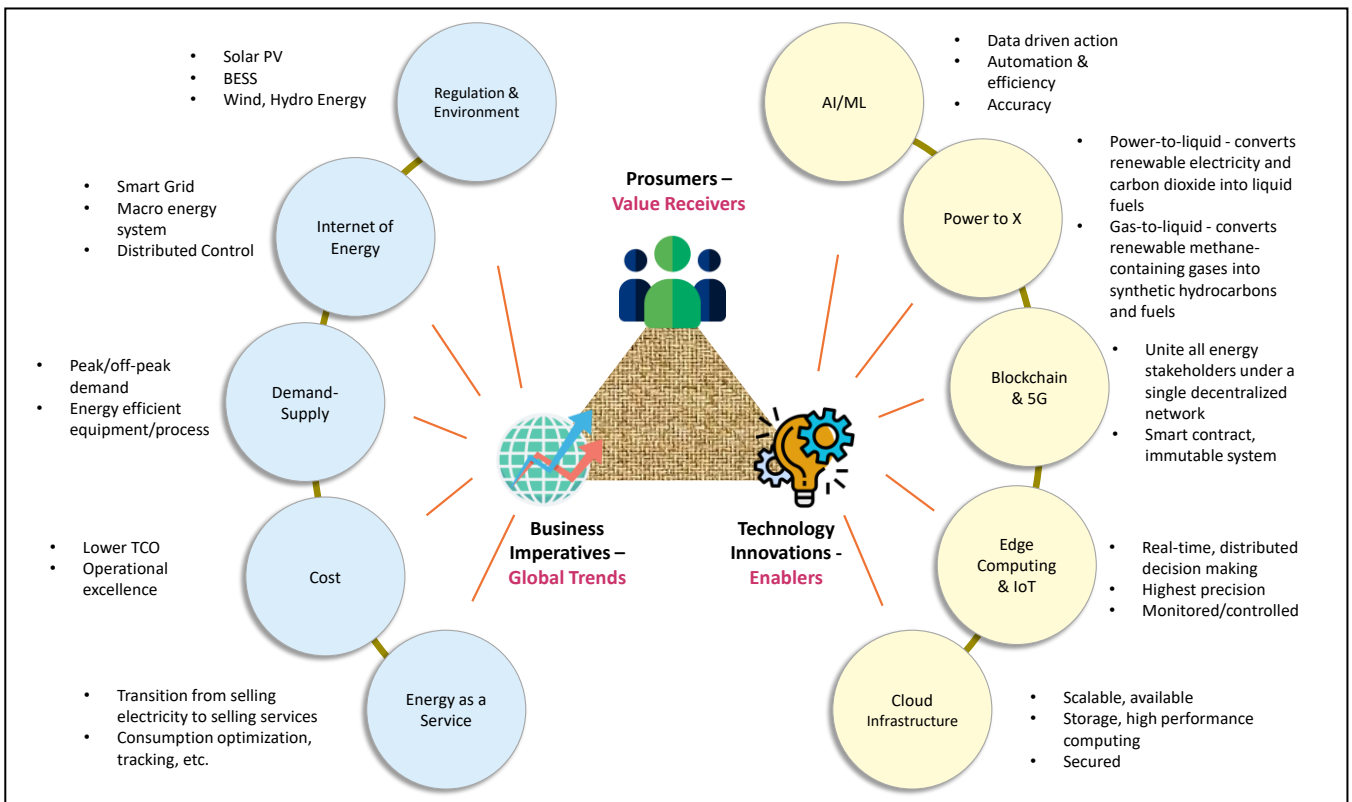 • Solar PV
• BESS
• Wind, Hydro Energy
Regulation &
Environment
• Smart Grid
• Macro energy
system
• Distributed Control
Internet of
Energy
• Peak/off-peak
demand
• Energy efficient
equipment/process
Demand-
Supply
• Lower TCO
• Operational
excellence
Cost
• Transition from selling
electricity to selling services
• Consumption optimization,
tracking, etc.
Energy as a
Service
Prosumers –
Value Receivers
Business
Imperatives –
Global Trends
Technology
Innovations -
Enablers
AI/ML
• Data driven action
• Automation &
efficiency
• Accuracy
Power to X
• Power-to-liquid - converts
renewable electricity and
carbon dioxide into liquid
fuels
• Gas-to-liquid - converts
renewable methane-
containing gases into
synthetic hydrocarbons
and fuels
Blockchain
& 5G
• Unite all energy
stakeholders under a
single decentralized
network
• Smart contract,
immutable system
Edge
Computing
& IoT
• Real-time, distributed
decision making
• Highest precision
• Monitored/controlled
Cloud
Infrastructure
• Scalable, available
• Storage, high performance
computing
• Secured